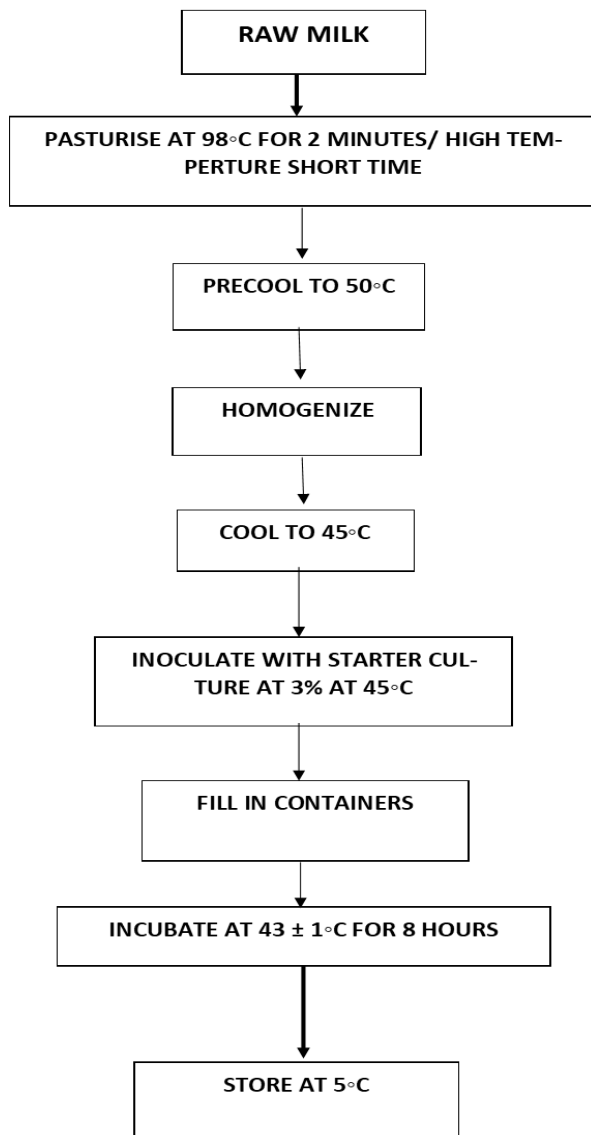 RAW MILK
PASTURISE AT 98◦C FOR 2 MINUTES/ HIGH TEM-
PERTURE SHORT TIME
PRECOOL TO 50◦C
HOMOGENIZE
COOL TO 45◦C
INOCULATE WITH STARTER CUL-
TURE AT 3% AT 45◦C
FILL IN CONTAINERS
INCUBATE AT 43 ± 1◦C FOR 8 HOURS
STORE AT 5◦C